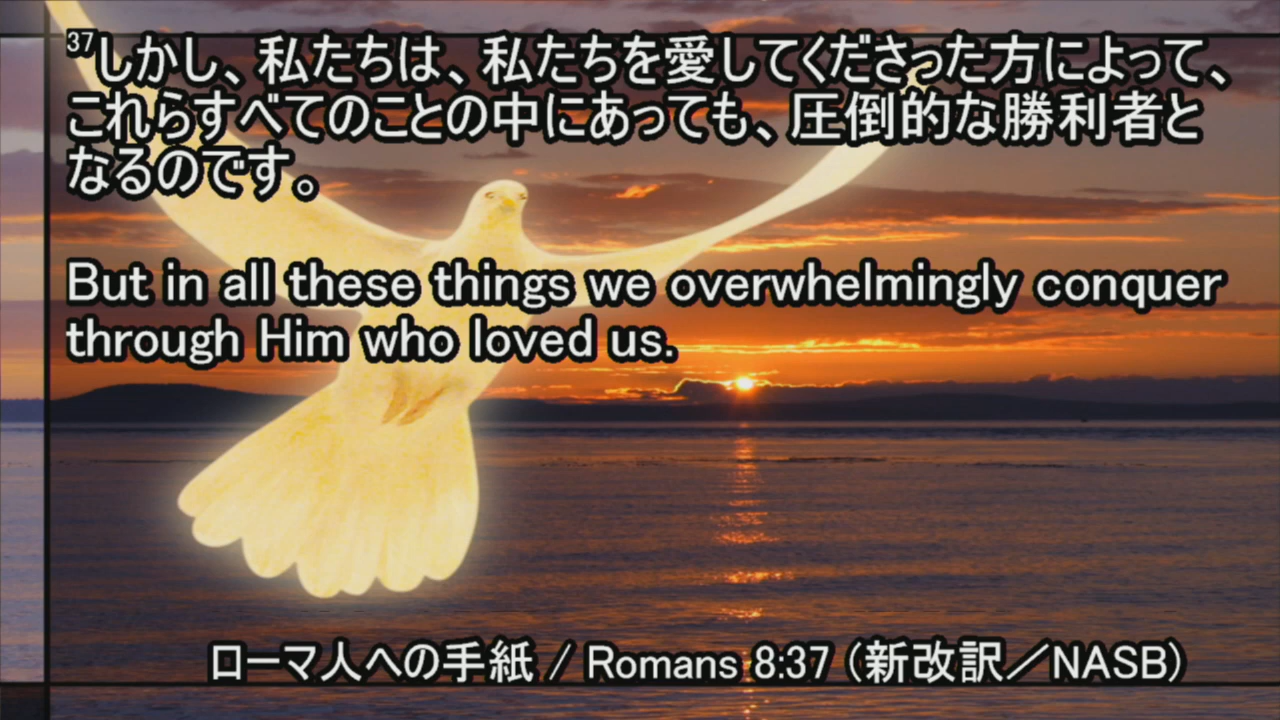 37しかし、私たちは、私たちを愛してくださった方によって、
これらすべてのことの中にあっても、圧倒的な勝利者と
なるのです。
But in all these things we overwhelmingly conquer
through Him who loved us.
ローマ人への手紙 / Romans 8:37 (新改訳／NASB)